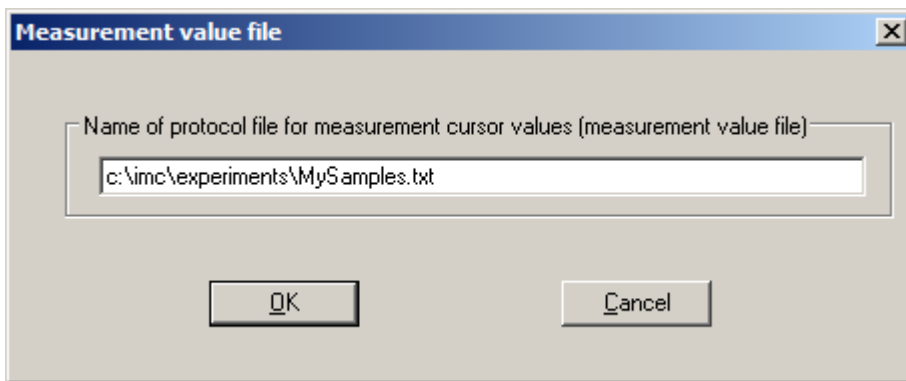 Measurement value file
Name of protocol file for measurement cursor values (measurement value file)
c:\imc\experiments\MySamples.txt
OK
Cancel